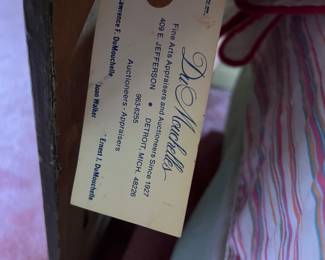 DuMouchelle's
Fine Arts Appraisers and Auctioneers Since 1927
409 E. JEFFERSON • DETROIT, MICH. 48226
963-6255
Auctioneers - Appraisers
Lawrence F. DuMouchelle Joan Walker Ernest J. DuMouchelle